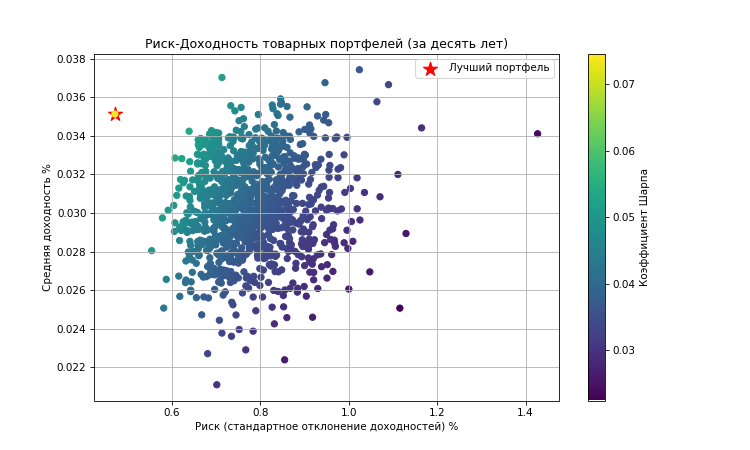 Риск-Доходность товарных портфелей (за десять лет)
Лучший портфель
Средняя доходность %
0.038
0.036
0.034
0.032
0.030
0.028
0.026
0.024
0.022
0.6 0.8 1.0 1.2 1.4
Риск (стандартное отклонение доходностей) %
0.07
0.06
0.05
0.04
0.03
Коэффициент Шарпа